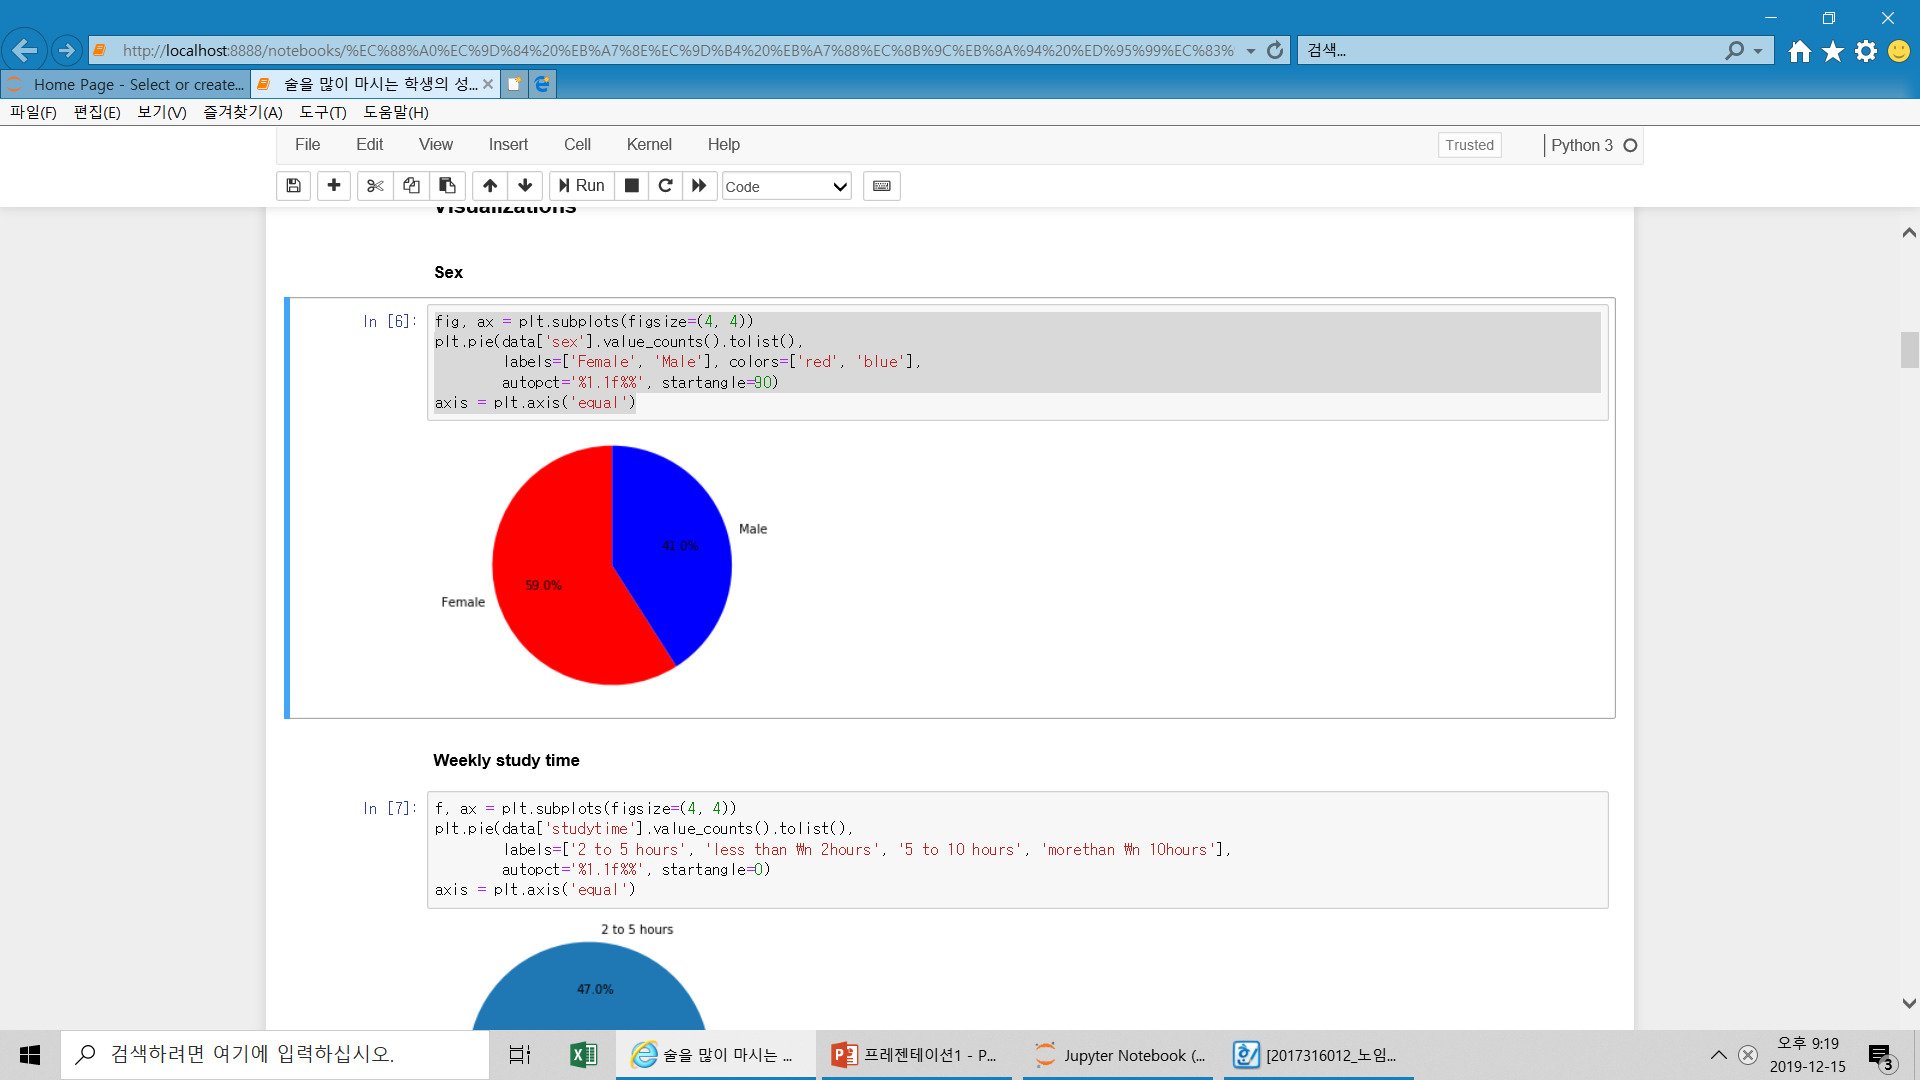 http://localhost:8888/notebooks/%EC%88%A0%EC%9D%84%20%EB%A7%8E%EC%9D%B4%20%EB%A7%88%EC%8B%9C%EB%8A%94%20%ED%95%99%EC%83%
검색...
Home Page - Select or create...
술을 많이 마시는 학생의 성...
파일(F) 편집(E) 보기(V) 즐겨찾기(A) 도구(T) 도움말(H)
File Edit View Insert Cell Kernel Help
Trusted
Python 3
Run
Code
Visualizations
Sex
In [6]:
fig, ax = plt.subplots(figsize=(4, 4))
plt.pie(data['sex'].value_counts().tolist(),
labels=['Female', 'Male'], colors=['red', 'blue'],
autopct='%1.1f%%', startangle=90)
axis = plt.axis('equal')
Male
41.0%
59.0%
Female
Weekly study time
In [7]:
f, ax = plt.subplots(figsize=(4, 4))
plt.pie(data['studytime'].value_counts().tolist(),
labels=['2 to 5 hours', 'less than ₩n 2hours', '5 to 10 hours', 'morethan ₩n 10hours'],
autopct='%1.1f%%', startangle=0)
axis = plt.axis('equal')
2 to 5 hours
47.0%
검색하려면 여기에 입력하십시오.
술을 많이 마시는 ...
프레젠테이션1 - P...
Jupyter Notebook (...
[2017316012_노임...
오후 9:19
2019-12-15
3